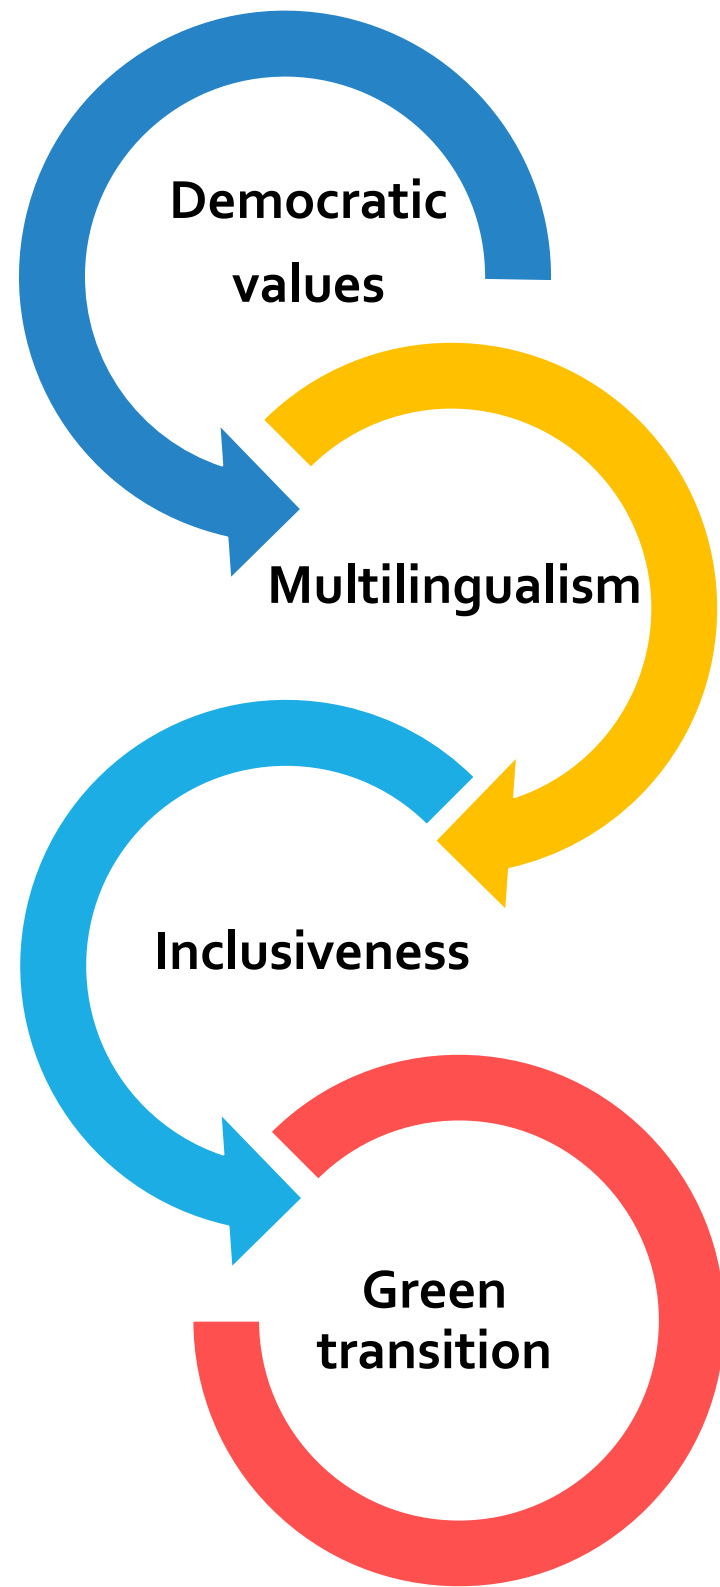 Democratic
values
Multilingualism
Inclusiveness
Green
transition